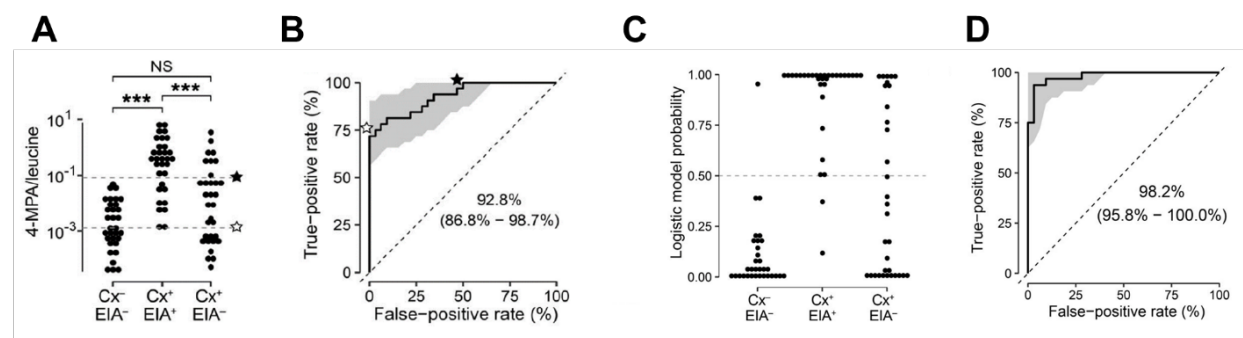 A
B
C
D
NS
***
***
4-MPA/leucine
10¹
10⁻¹
10⁻³
Cx⁻
EIA⁻
Cx⁺
EIA⁺
Cx⁺
EIA⁻
True−positive rate (%)
100
75
50
25
0
92.8%
(86.8% − 98.7%)
0
25
50
75
100
False−positive rate (%)
Logistic model probability
1.00
0.75
0.50
0.25
0.00
Cx⁻
EIA⁻
Cx⁺
EIA⁺
Cx⁺
EIA⁻
True−positive rate (%)
100
75
50
25
0
98.2%
(95.8% − 100.0%)
0
25
50
75
100
False−positive rate (%)